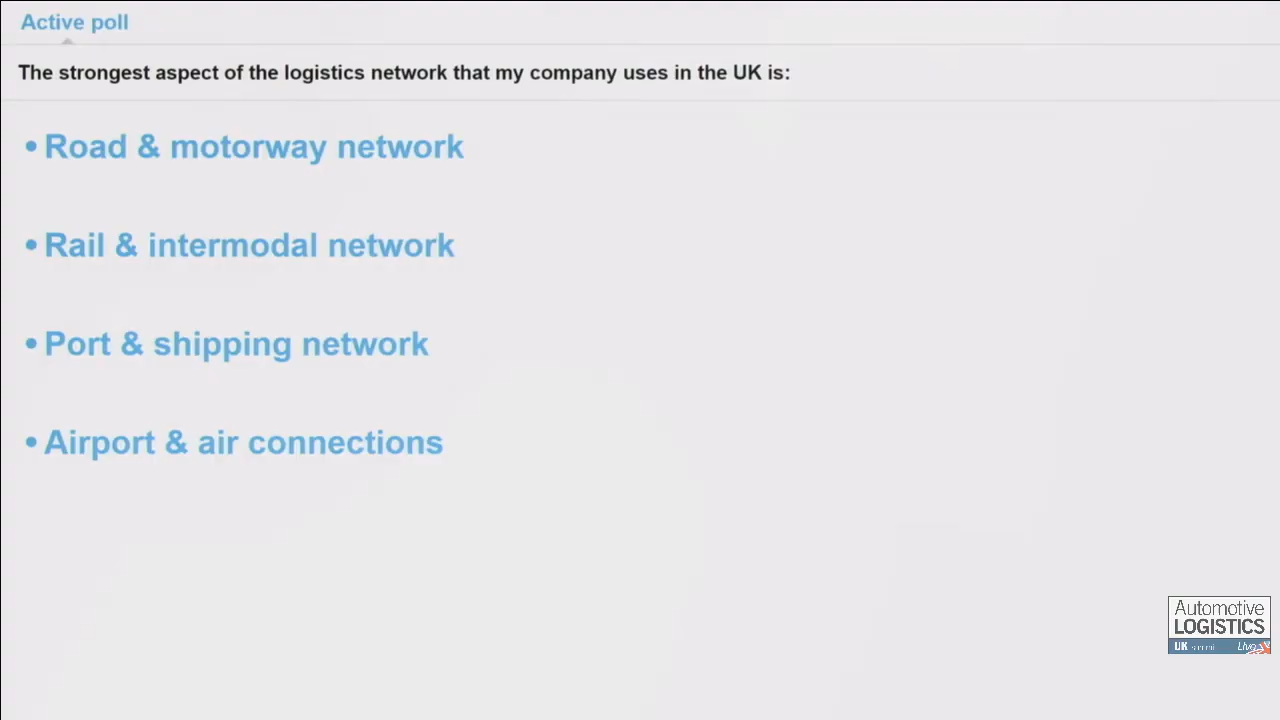 Active poll
The strongest aspect of the logistics network that my company uses in the UK is:
• Road & motorway network
• Rail & intermodal network
• Port & shipping network
• Airport & air connections
Automotive
LOGISTICS
UK summit Live